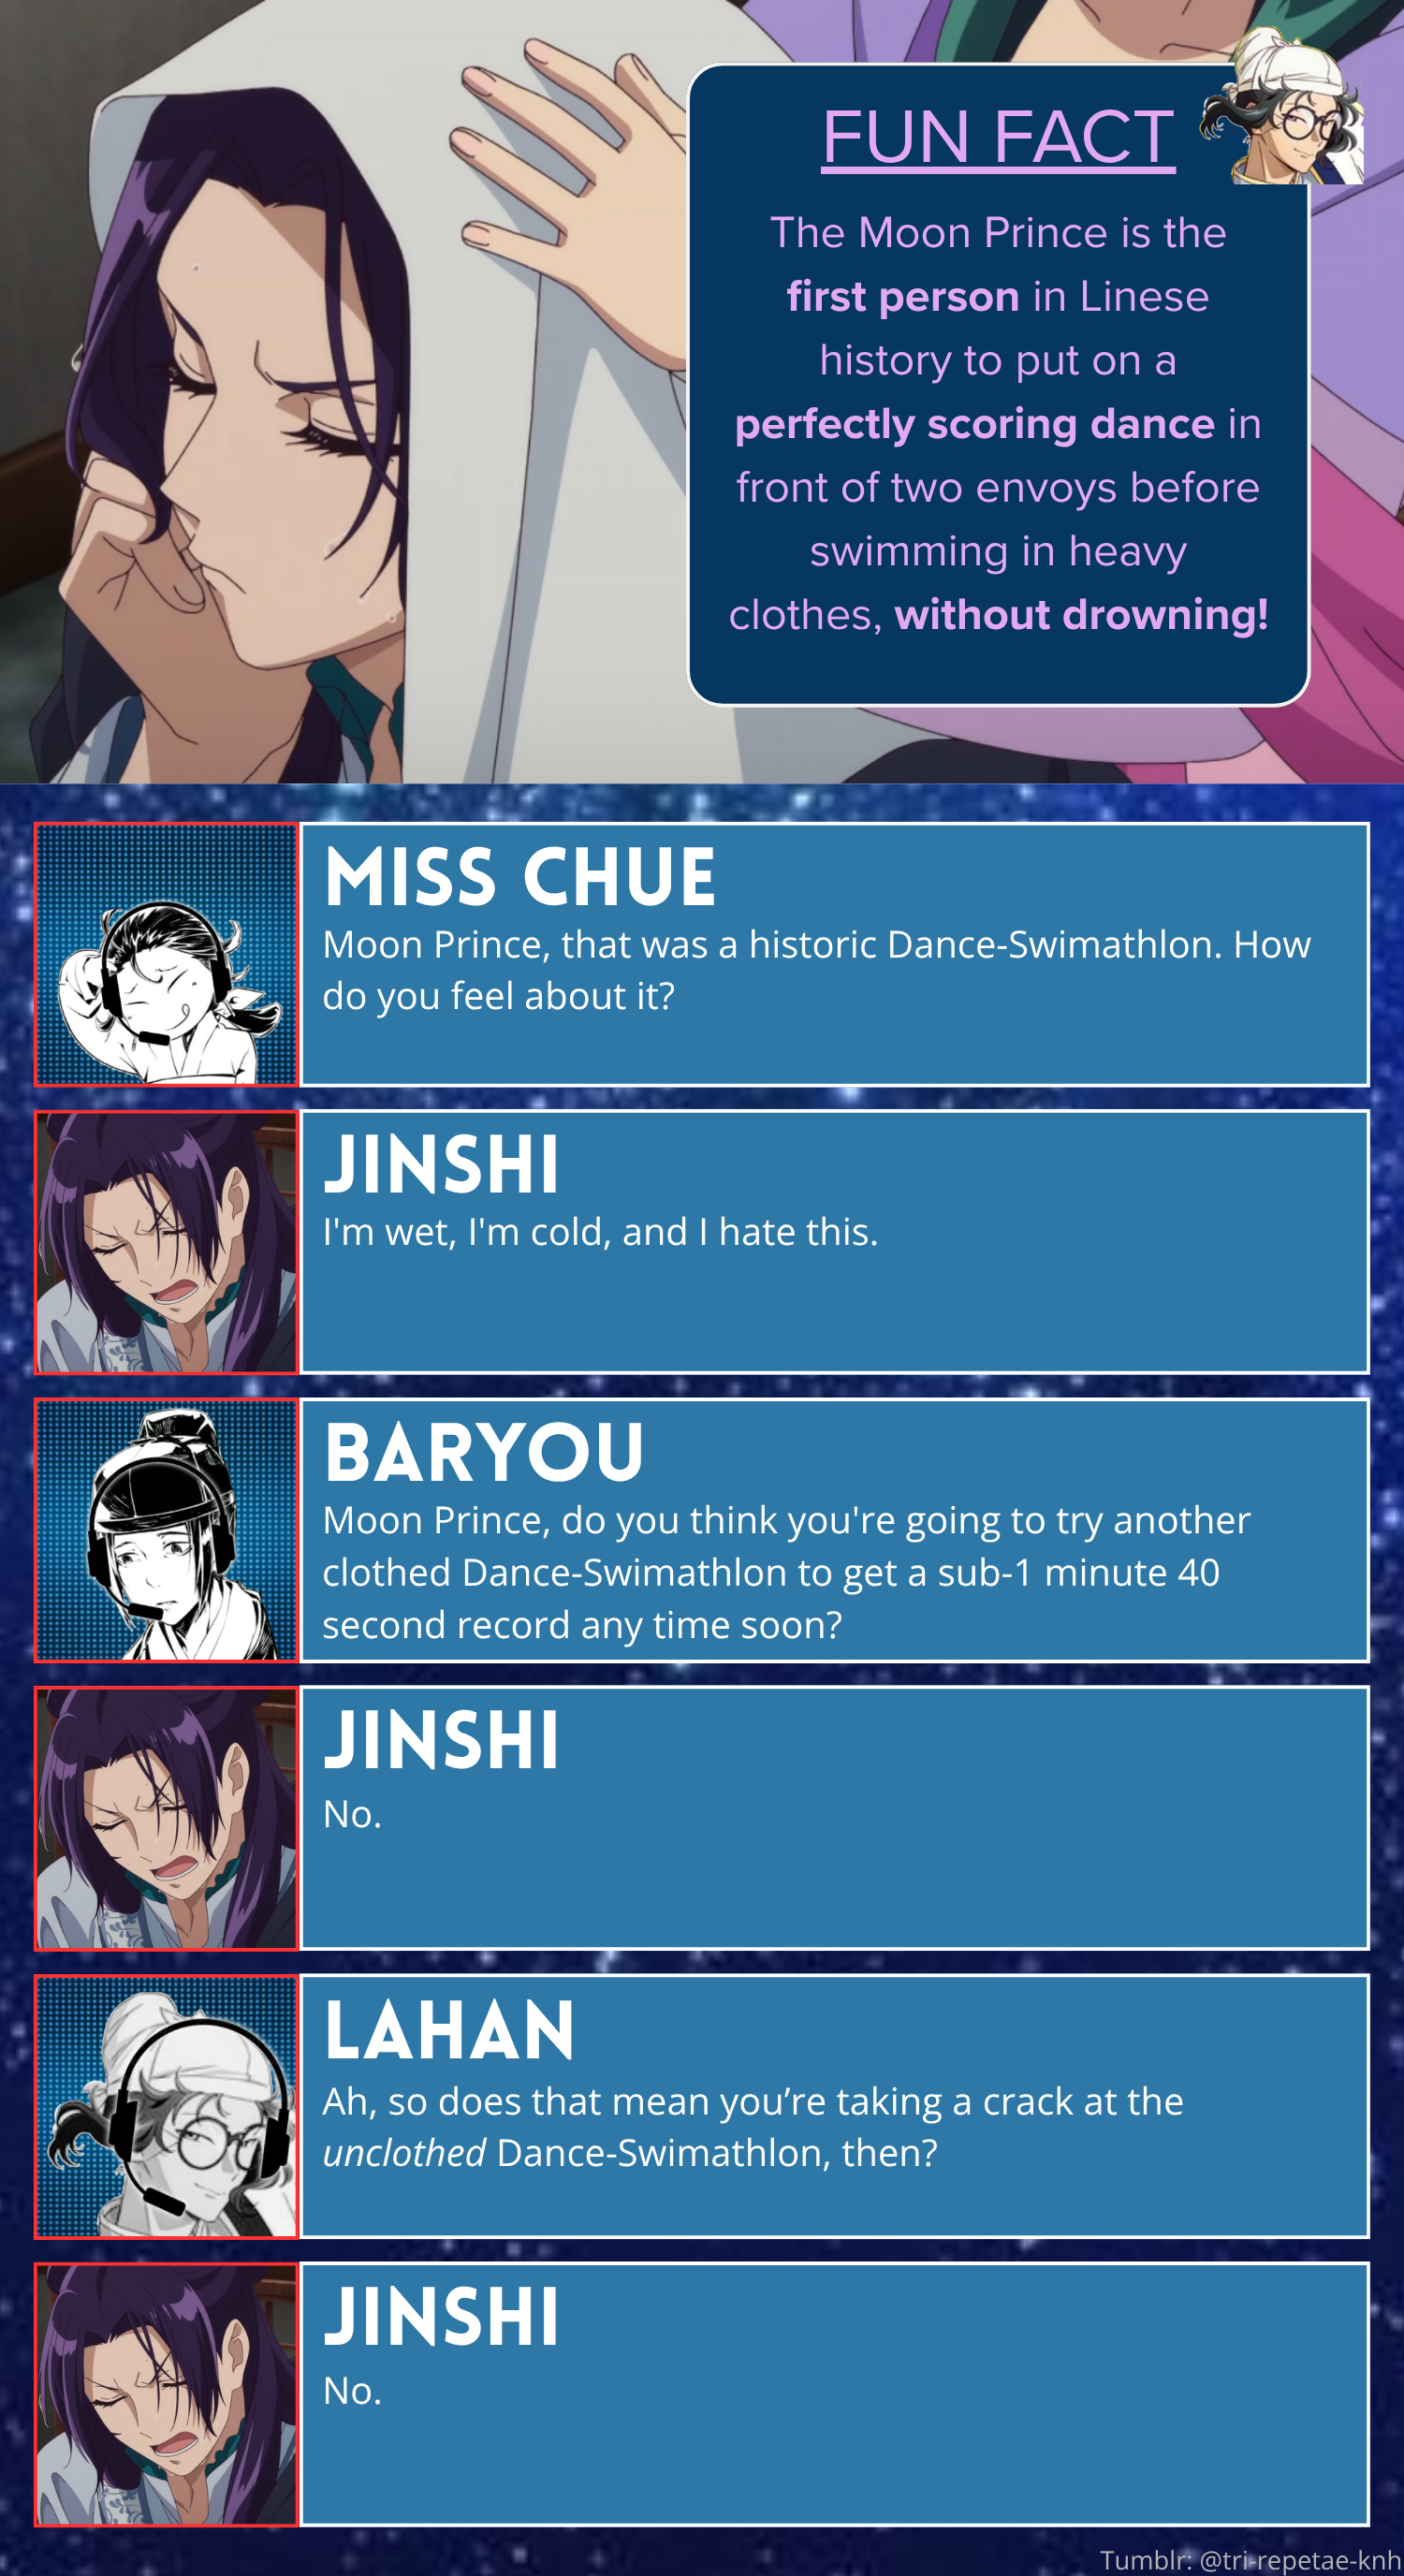 FUN FACT
The Moon Prince is the
first person in Linese
history to put on a
perfectly scoring dance in
front of two envoys before
swimming in heavy
clothes, without drowning!
MISS CHUE
Moon Prince, that was a historic Dance-Swimathlon. How
do you feel about it?
JINSHI
I'm wet, I'm cold, and I hate this.
BARYOU
Moon Prince, do you think you're going to try another
clothed Dance-Swimathlon to get a sub-1 minute 40
second record any time soon?
JINSHI
No.
LAHAN
Ah, so does that mean you’re taking a crack at the
unclothed Dance-Swimathlon, then?
JINSHI
No.
Tumblr: @tri-repetae-knh